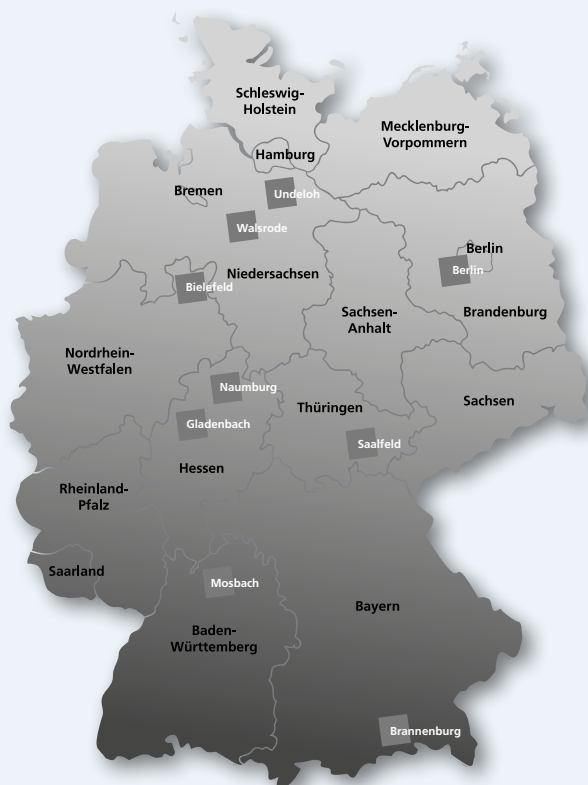 Schleswig-
Holstein
Mecklenburg-
Vorpommern
Hamburg
Bremen
Undeloh
Walsrode
Berlin
Niedersachsen
Berlin
Bielefeld
Sachsen-
Anhalt
Brandenburg
Nordrhein-
Westfalen
Naumburg
Thüringen
Sachsen
Gladenbach
Saalfeld
Hessen
Rheinland-
Pfalz
Saarland
Mosbach
Bayern
Baden-
Württemberg
Brannenburg